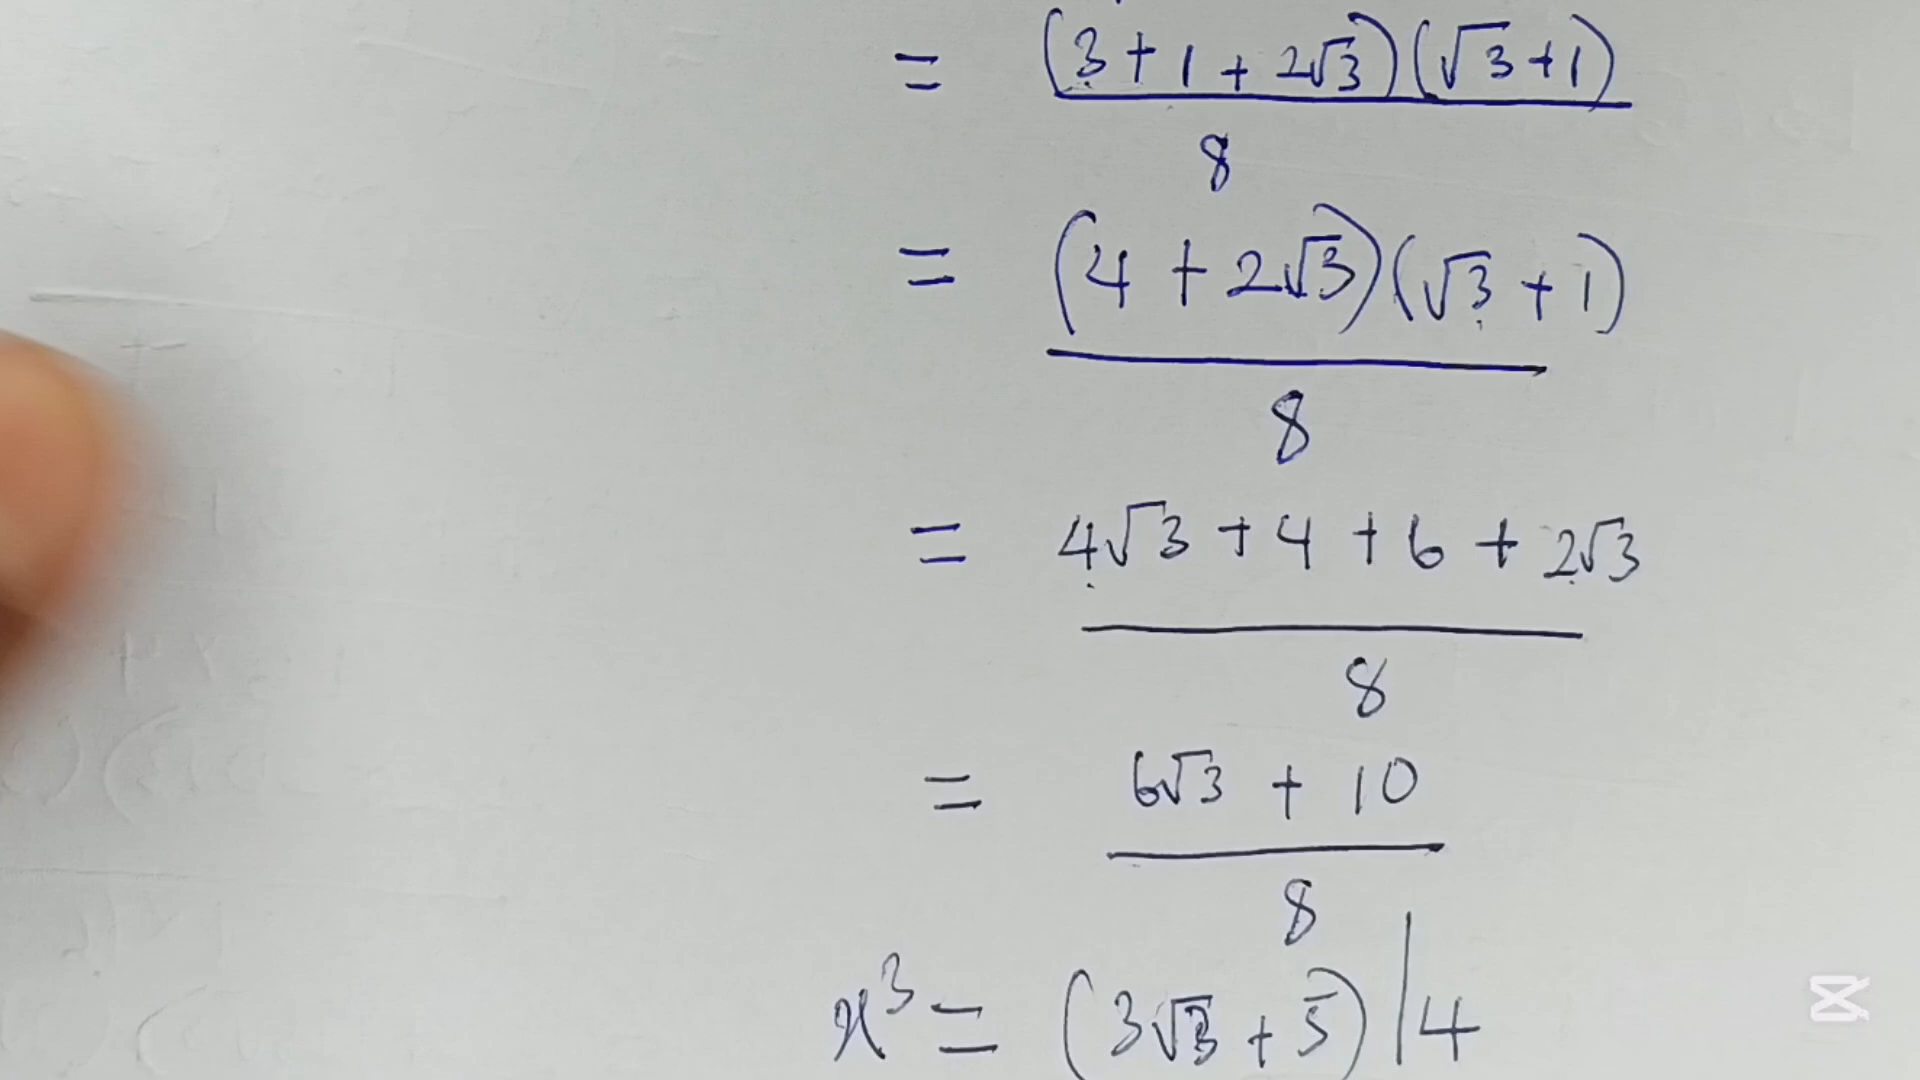 = (3 + 1 + 2√3)(√3 + 1)
8
= (4 + 2√3)(√3 + 1)
8
= 4√3 + 4 + 6 + 2√3
8
= 6√3 + 10
8
x³ = (3√3 + 5)/4